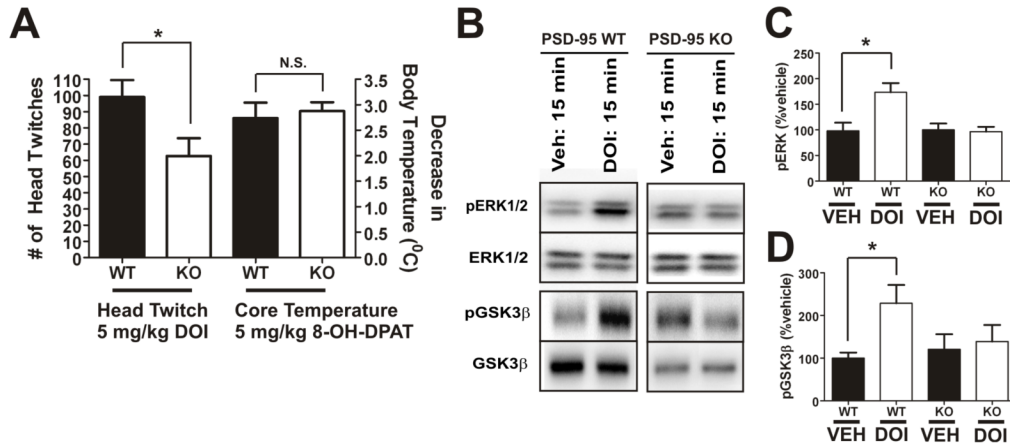 A
*
N.S.
# of Head Twitches
110
100
90
80
70
60
50
40
30
20
10
0
3.5
3.0
2.5
2.0
1.5
1.0
0.5
0.0
Decrease in
Body Temperature (⁰C)
WT
KO
WT
KO
Head Twitch
5 mg/kg DOI
Core Temperature
5 mg/kg 8-OH-DPAT
B
PSD-95 WT
PSD-95 KO
Veh: 15 min
DOI: 15 min
Veh: 15 min
DOI: 15 min
pERK1/2
ERK1/2
pGSK3β
GSK3β
C
*
pERK (%vehicle)
250
200
150
100
50
0
WT
WT
KO
KO
VEH
DOI
VEH
DOI
D
*
pGSK3β (%vehicle)
300
200
100
0
WT
WT
KO
KO
VEH
DOI
VEH
DOI